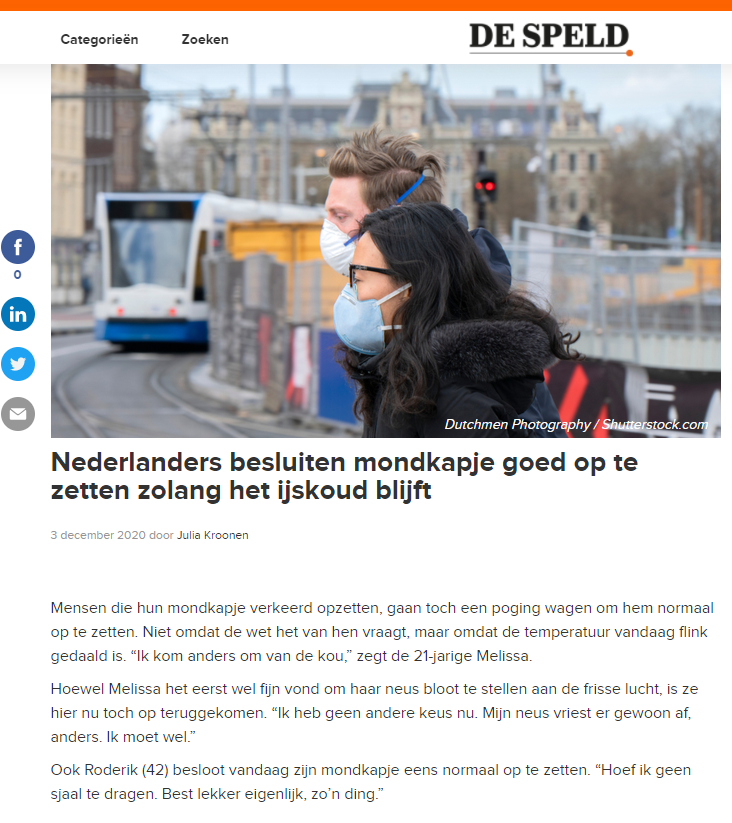 Categorieën
Zoeken
DE SPELD
f
0
in
Dutchmen Photography / Shutterstock.com
Nederlanders besluiten mondkapje goed op te
zetten zolang het ijskoud blijft
3 december 2020 door Julia Kroonen
Mensen die hun mondkapje verkeerd opzetten, gaan toch een poging wagen om hem normaal
op te zetten. Niet omdat de wet het van hen vraagt, maar omdat de temperatuur vandaag flink
gedaald is. “Ik kom anders om van de kou,” zegt de 21-jarige Melissa.
Hoewel Melissa het eerst wel fijn vond om haar neus bloot te stellen aan de frisse lucht, is ze
hier nu toch op teruggekomen. “Ik heb geen andere keus nu. Mijn neus vriest er gewoon af,
anders. Ik moet wel.”
Ook Roderik (42) besloot vandaag zijn mondkapje eens normaal op te zetten. “Hoef ik geen
sjaal te dragen. Best lekker eigenlijk, zo’n ding.”